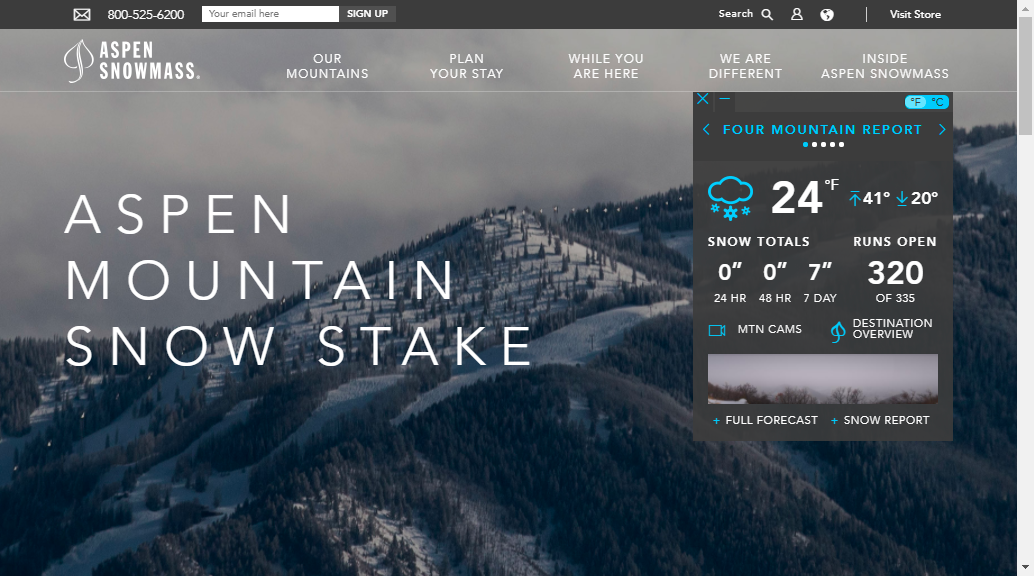 800-525-6200
Your email here
SIGN UP
Search
Visit Store
ASPEN
SNOWMASS
OUR
MOUNTAINS
PLAN
YOUR STAY
WHILE YOU
ARE HERE
WE ARE
DIFFERENT
INSIDE
ASPEN SNOWMASS
°F °C
FOUR MOUNTAIN REPORT
24 °F
41° 20°
SNOW TOTALS
RUNS OPEN
0” 0” 7”
320
24 HR 48 HR 7 DAY
OF 335
MTN CAMS
DESTINATION
OVERVIEW
+ FULL FORECAST + SNOW REPORT
ASPEN
MOUNTAIN
SNOW STAKE